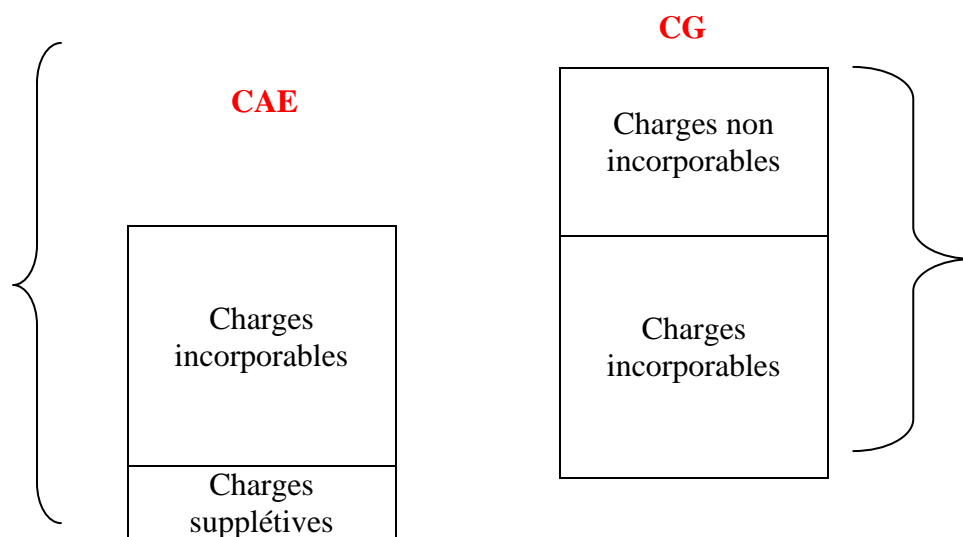 CG
CAE
Charges non
incorporables
Charges
incorporables
Charges
incorporables
Charges
supplétives